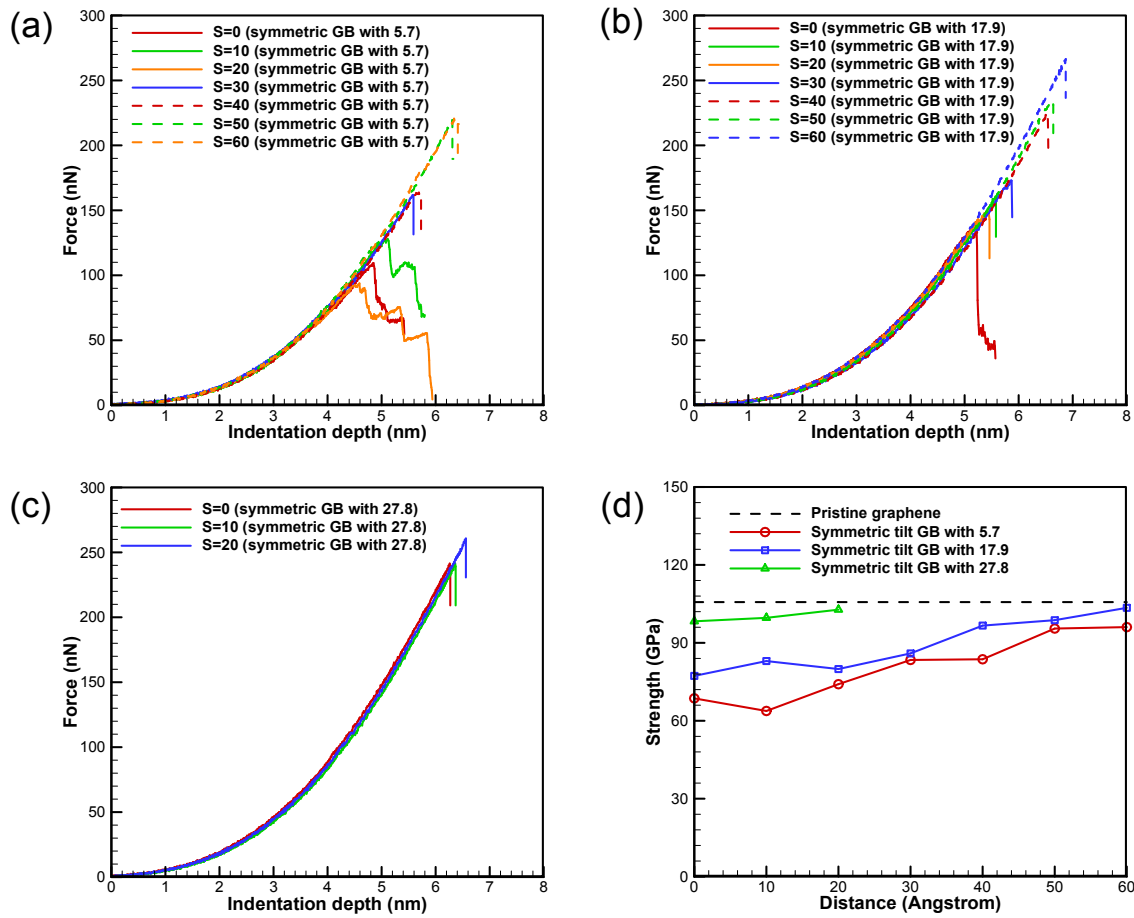 (a)
300
250
200
150
100
50
0
Force (nN)
S=0 (symmetric GB with 5.7)
S=10 (symmetric GB with 5.7)
S=20 (symmetric GB with 5.7)
S=30 (symmetric GB with 5.7)
S=40 (symmetric GB with 5.7)
S=50 (symmetric GB with 5.7)
S=60 (symmetric GB with 5.7)
0 1 2 3 4 5 6 7 8
Indentation depth (nm)
(b)
300
250
200
150
100
50
0
Force (nN)
S=0 (symmetric GB with 17.9)
S=10 (symmetric GB with 17.9)
S=20 (symmetric GB with 17.9)
S=30 (symmetric GB with 17.9)
S=40 (symmetric GB with 17.9)
S=50 (symmetric GB with 17.9)
S=60 (symmetric GB with 17.9)
0 1 2 3 4 5 6 7 8
Indentation depth (nm)
(c)
300
250
200
150
100
50
0
Force (nN)
S=0 (symmetric GB with 27.8)
S=10 (symmetric GB with 27.8)
S=20 (symmetric GB with 27.8)
0 1 2 3 4 5 6 7 8
Indentation depth (nm)
(d)
150
120
90
60
30
0
Strength (GPa)
Pristine graphene
Symmetric tilt GB with 5.7
Symmetric tilt GB with 17.9
Symmetric tilt GB with 27.8
0 10 20 30 40 50 60
Distance (Angstrom)